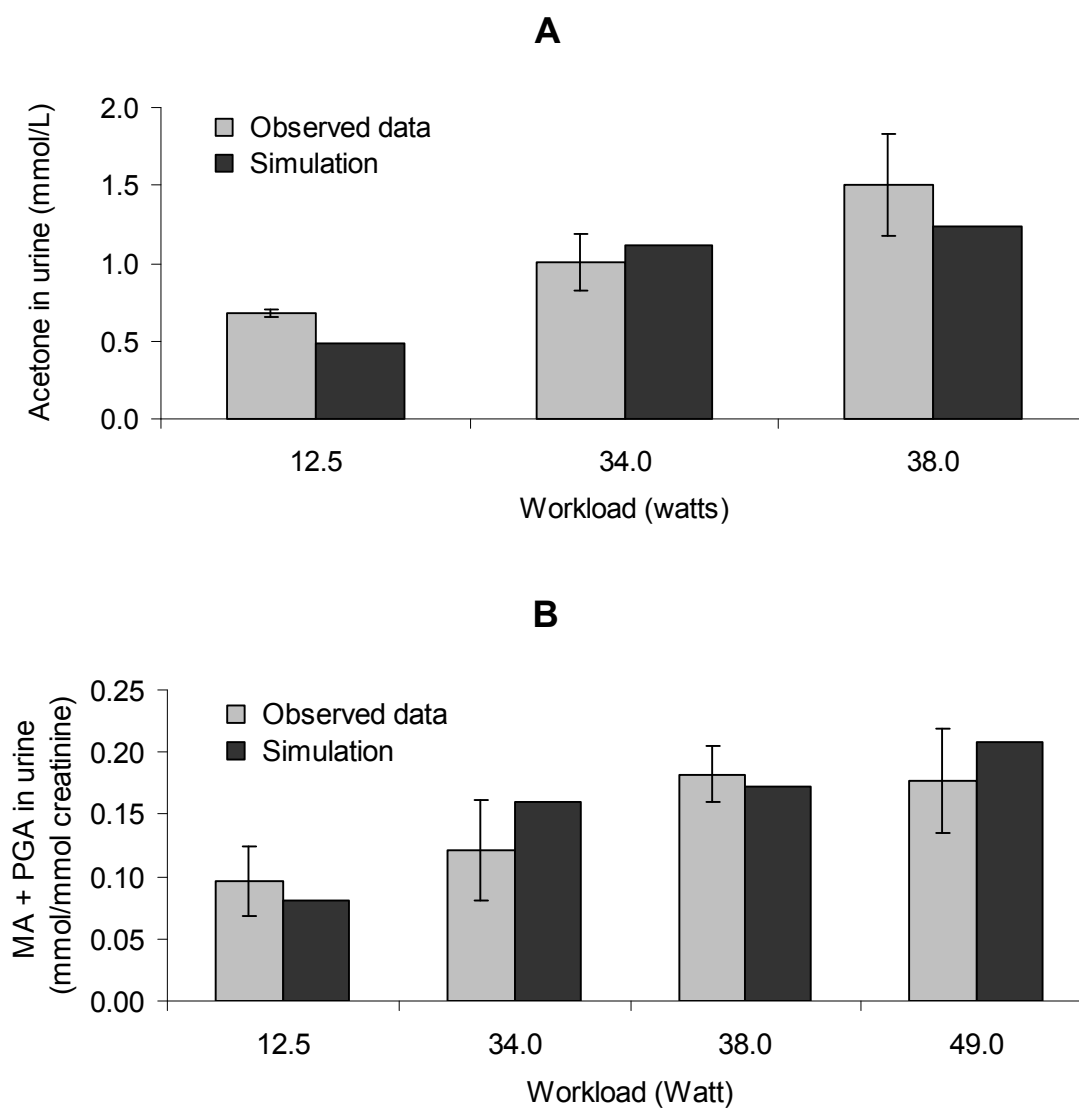 A
Acetone in urine (mmol/L)
2.0
1.5
1.0
0.5
0.0
Observed data
Simulation
12.5 34.0 38.0
Workload (watts)
B
MA + PGA in urine
(mmol/mmol creatinine)
0.25
0.20
0.15
0.10
0.05
0.00
Observed data
Simulation
12.5 34.0 38.0 49.0
Workload (Watt)